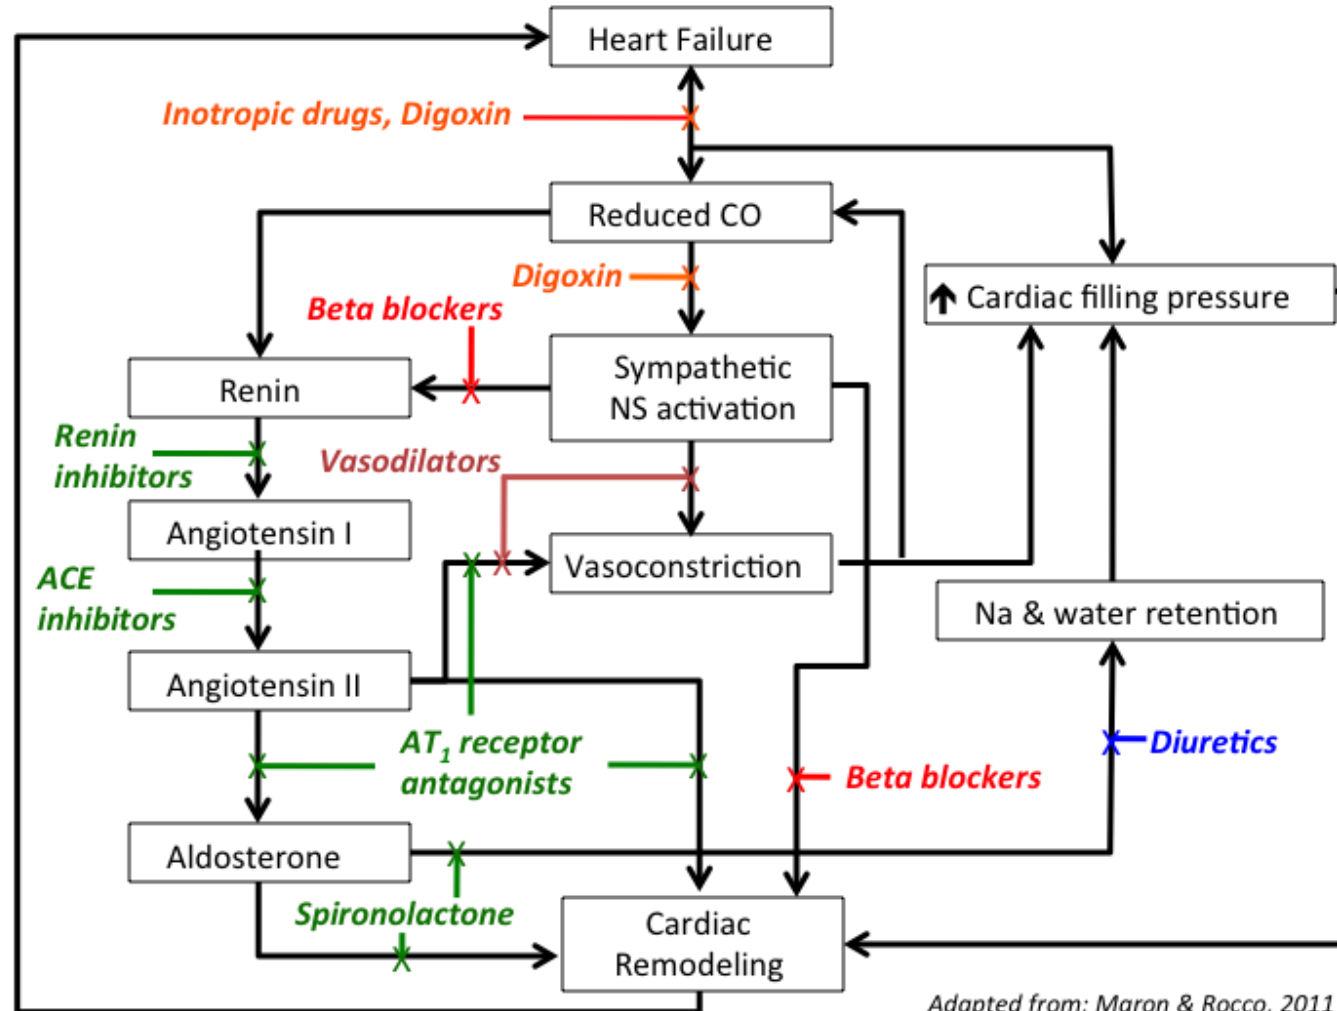 Heart Failure
Inotropic drugs, Digoxin
Reduced CO
Digoxin
Beta blockers
🡹 Cardiac filling pressure
Sympathetic
NS activation
Renin
Renin
inhibitors
Vasodilators
Angiotensin I
Vasoconstriction
ACE
inhibitors
Na & water retention
Angiotensin II
AT₁ receptor
antagonists
Diuretics
Beta blockers
Aldosterone
Spironolactone
Cardiac
Remodeling
Adapted from: Maron & Rocco, 2011